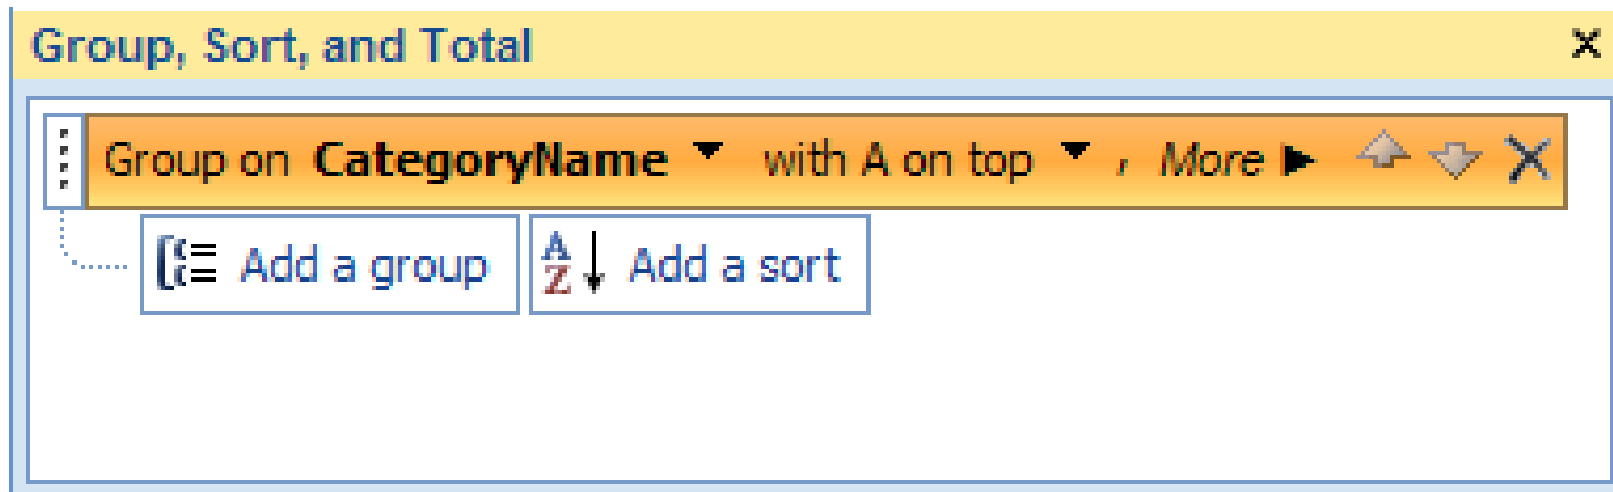 Group, Sort, and Total
Group on CategoryName with A on top , More
Add a group
A Z Add a sort